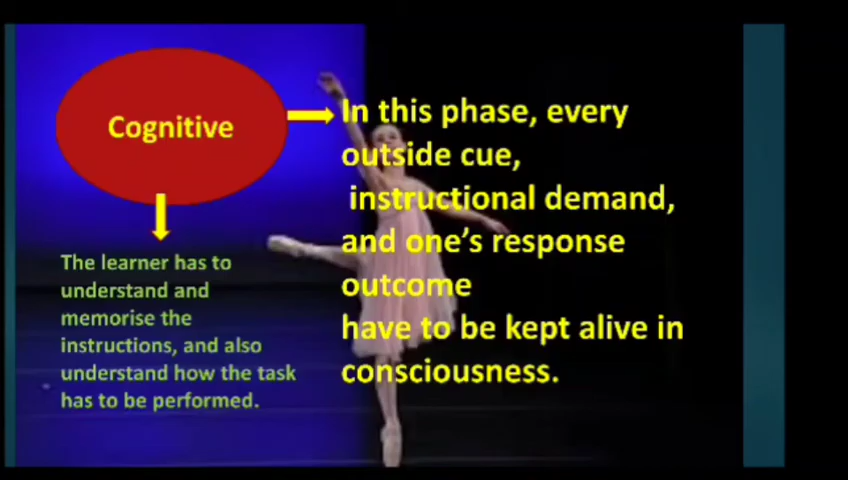 Cognitive
In this phase, every
outside cue,
instructional demand,
and one's response
outcome
have to be kept alive in
consciousness.
The learner has to
understand and
memorise the
instructions, and also
understand how the task
has to be performed.